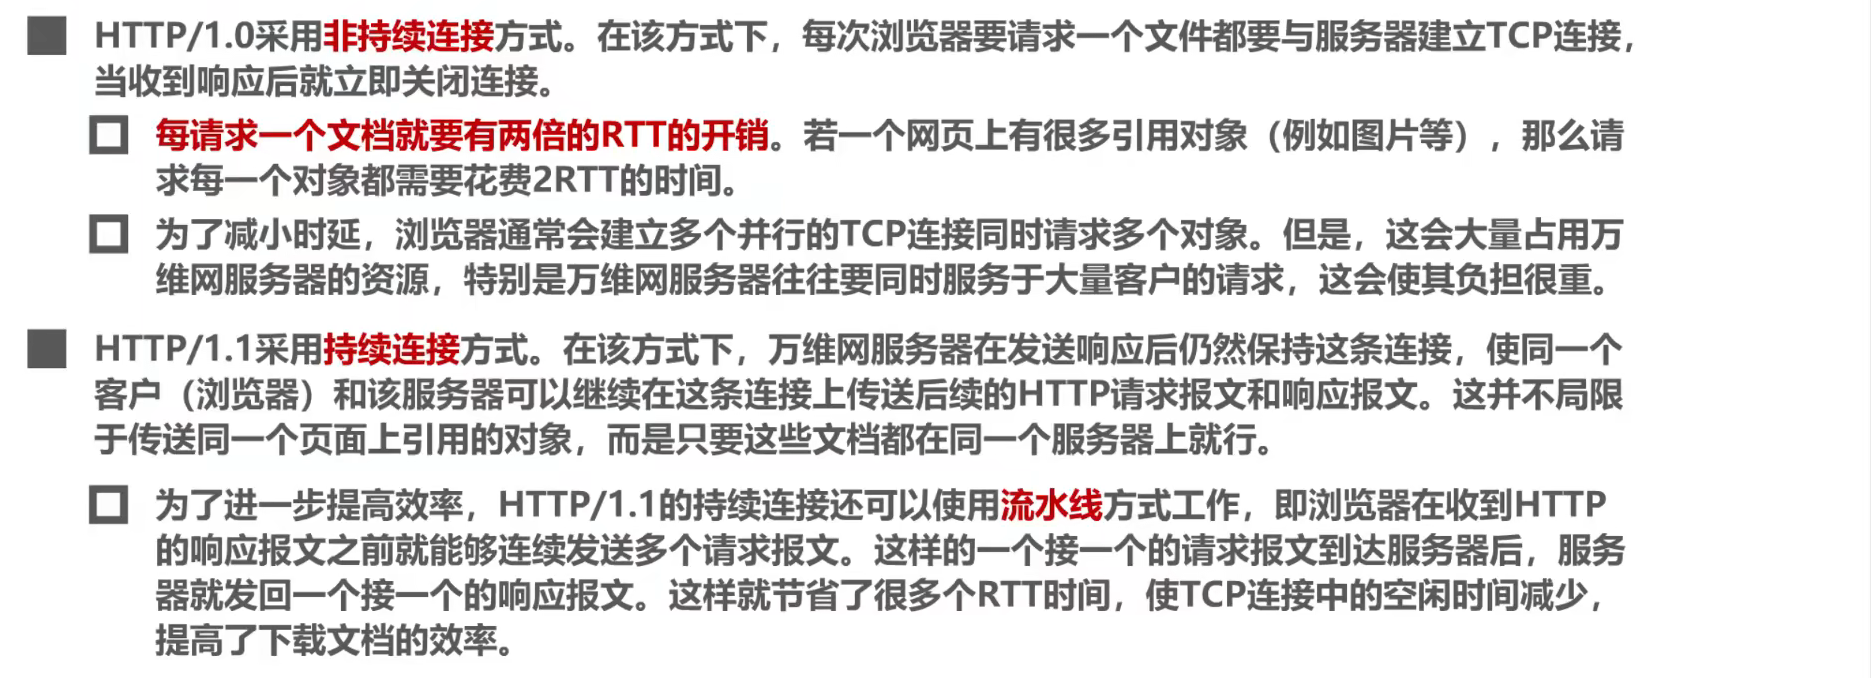 HTTP/1.0采用非持续连接方式。在该方式下，每次浏览器要请求一个文件都要与服务器建立TCP连接，
当收到响应后就立即关闭连接。
每请求一个文档就要有两倍的RTT的开销。若一个网页上有很多引用对象（例如图片等），那么请
求每一个对象都需要花费2RTT的时间。
为了减小时延，浏览器通常会建立多个并行的TCP连接同时请求多个对象。但是，这会大量占用万
维网服务器的资源，特别是万维网服务器往往要同时服务于大量客户的请求，这会使其负担很重。
HTTP/1.1采用持续连接方式。在该方式下，万维网服务器在发送响应后仍然保持这条连接，使同一个
客户（浏览器）和该服务器可以继续在这条连接上传送后续的HTTP请求报文和响应报文。这并不局限
于传送同一个页面上引用的对象，而是只要这些文档都在同一个服务器上就行。
为了进一步提高效率，HTTP/1.1的持续连接还可以使用流水线方式工作，即浏览器在收到HTTP
的响应报文之前就能够连续发送多个请求报文。这样的一个接一个的请求报文到达服务器后，服务
器就发回一个接一个的响应报文。这样就节省了很多个RTT时间，使TCP连接中的空闲时间减少，
提高了下载文档的效率。